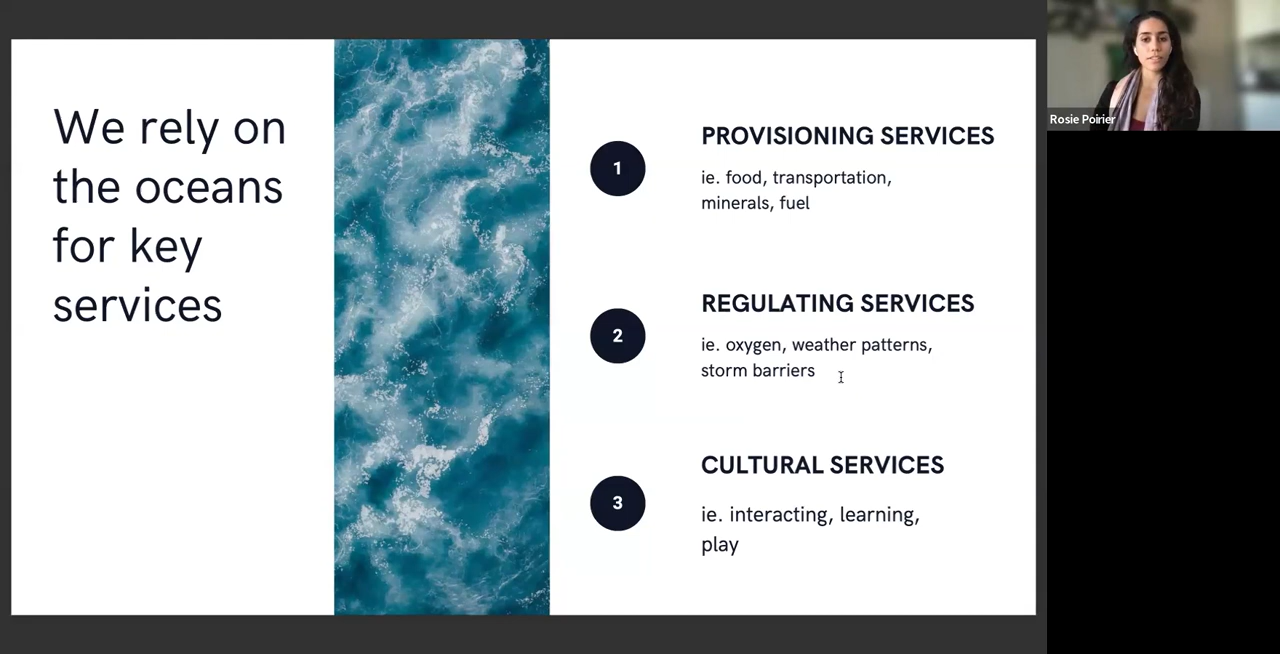 We rely on
the oceans
for key
services
1
PROVISIONING SERVICES
ie. food, transportation,
minerals, fuel
2
REGULATING SERVICES
ie. oxygen, weather patterns,
storm barriers
3
CULTURAL SERVICES
ie. interacting, learning,
play
Rosie Poirier